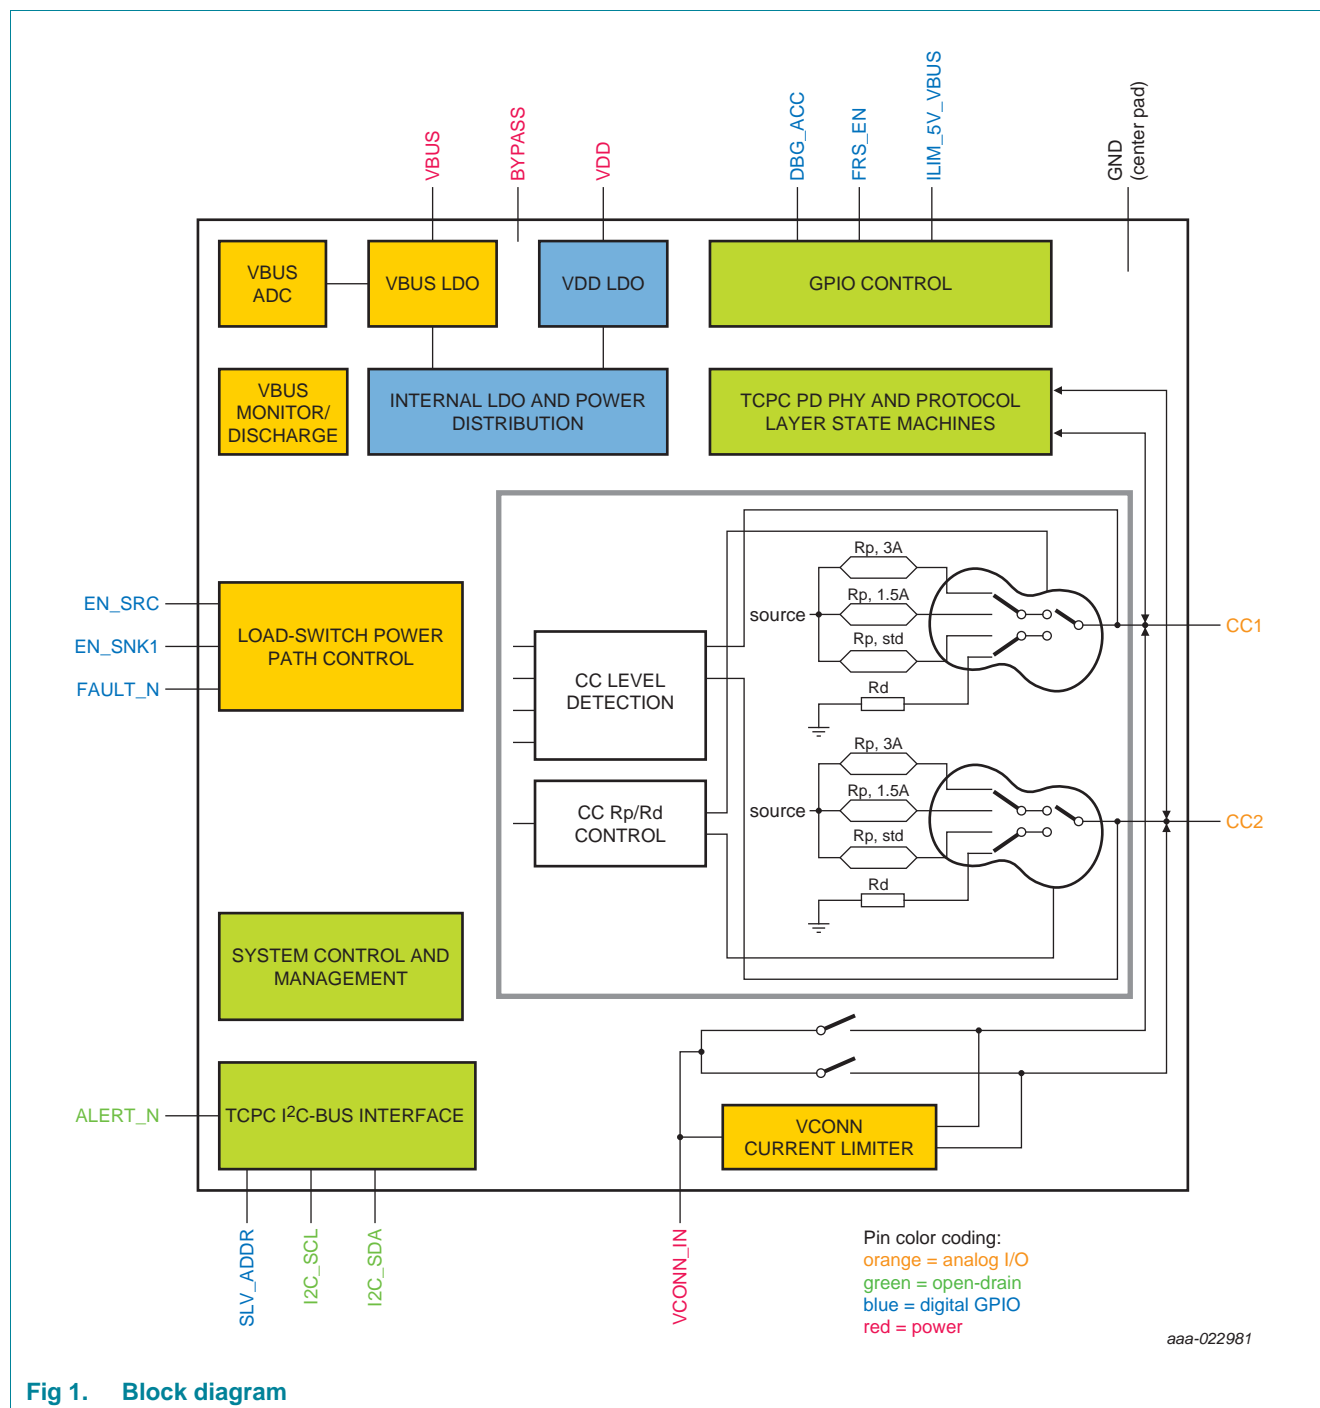 VBUS
BYPASS
VDD
DBG_ACC
FRS_EN
ILIM_5V_VBUS
GND
(center pad)
VBUS
ADC
VBUS LDO
VDD LDO
GPIO CONTROL
VBUS
MONITOR/
DISCHARGE
INTERNAL LDO AND POWER
DISTRIBUTION
TCPC PD PHY AND PROTOCOL
LAYER STATE MACHINES
EN_SRC
EN_SNK1
FAULT_N
LOAD-SWITCH POWER
PATH CONTROL
CC LEVEL
DETECTION
CC Rp/Rd
CONTROL
source
Rp, 3A
Rp, 1.5A
Rp, std
Rd
CC1
source
Rp, 3A
Rp, 1.5A
Rp, std
Rd
CC2
SYSTEM CONTROL AND
MANAGEMENT
ALERT_N
TCPC I2C-BUS INTERFACE
VCONN
CURRENT LIMITER
SLV_ADDR
I2C_SCL
I2C_SDA
VCONN_IN
Pin color coding:
orange = analog I/O
green = open-drain
blue = digital GPIO
red = power
aaa-022981
Fig 1. Block diagram